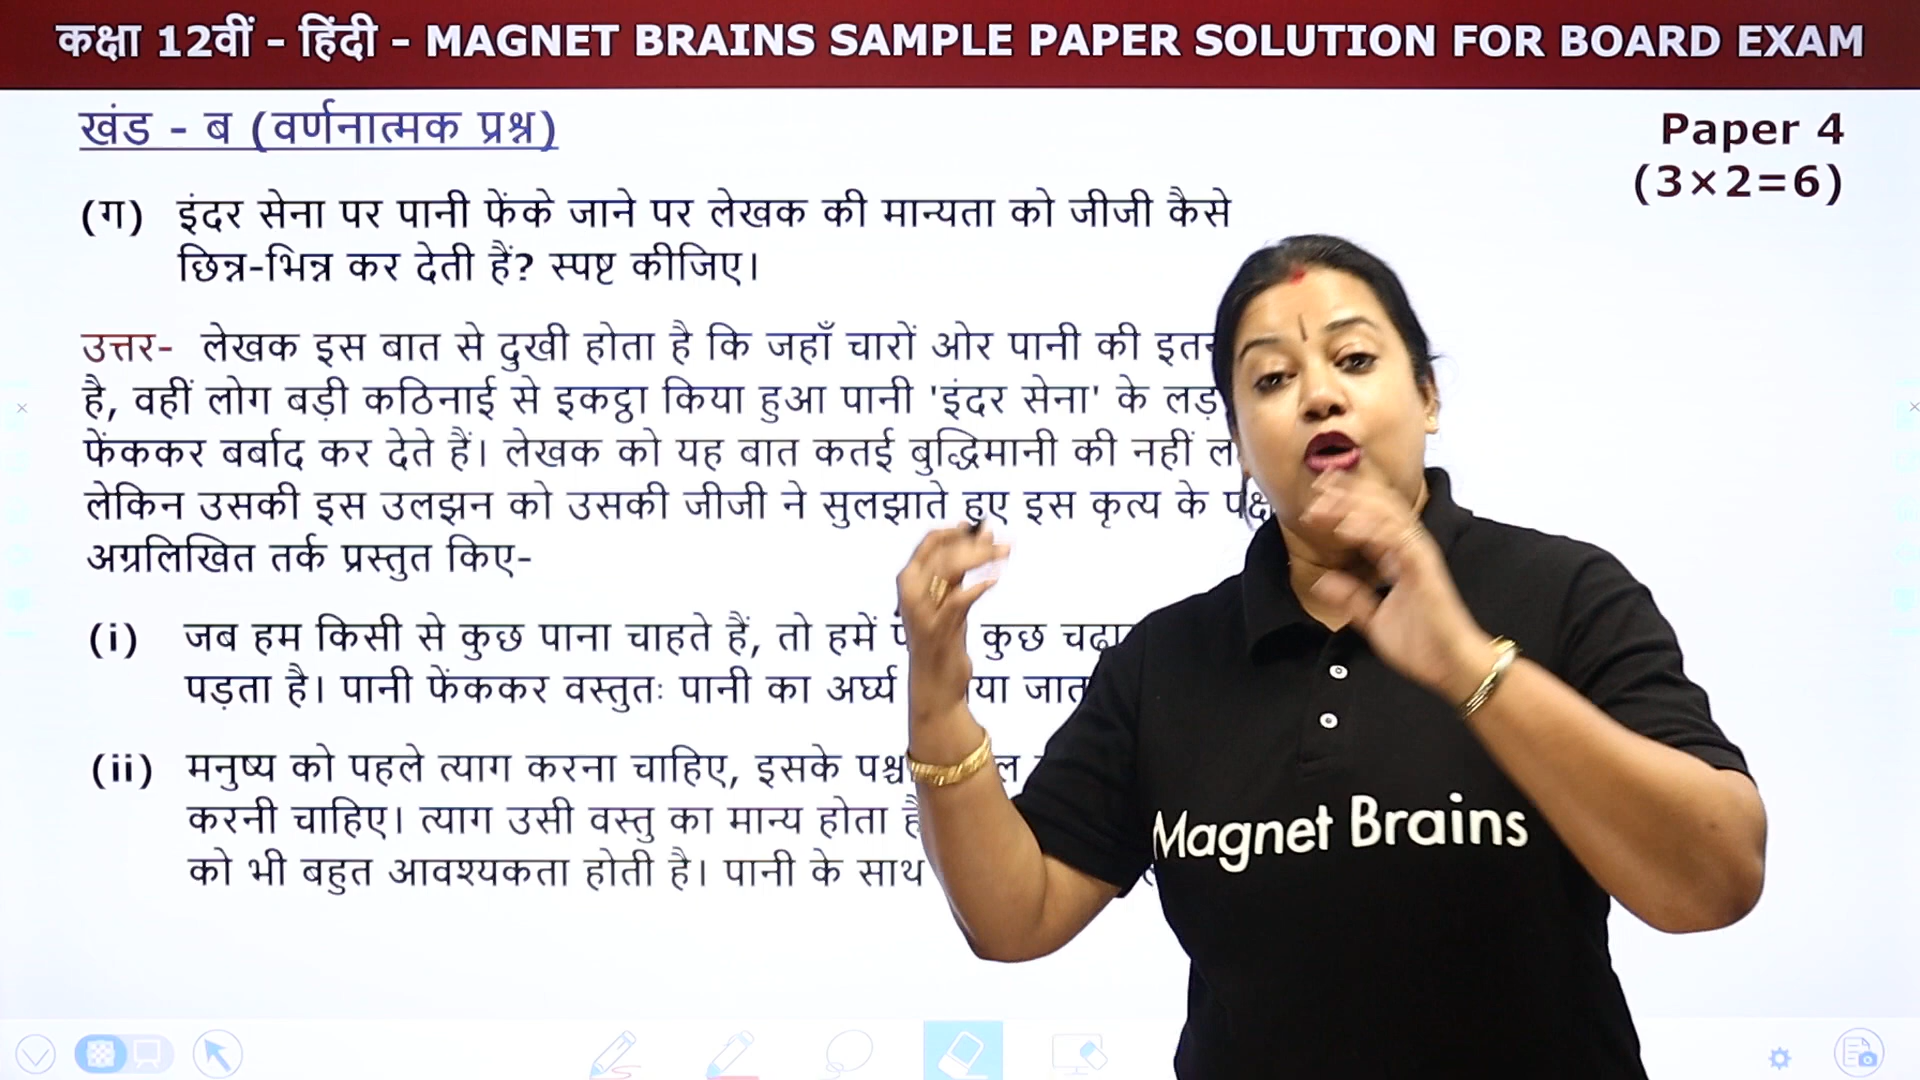 कक्षा 12वीं - हिंदी - MAGNET BRAINS SAMPLE PAPER SOLUTION FOR BOARD EXAM
खंड - ब (वर्णनात्मक प्रश्न)
Paper 4
(3×2=6)
(ग) इंदर सेना पर पानी फेंके जाने पर लेखक की मान्यता को जीजी कैसे
छिन्न-भिन्न कर देती हैं? स्पष्ट कीजिए।
उत्तर- लेखक इस बात से दुखी होता है कि जहाँ चारों ओर पानी की
है, वहीं लोग बड़ी कठिनाई से इकट्ठा किया हुआ पानी 'इंदर सेना' के
फेंककर बर्बाद कर देते हैं। लेखक को यह बात कतई बुद्धिमानी की नहीं
लेकिन उसकी इस उलझन को उसकी जीजी ने सुलझाते हुए इस कृत्य के पक्ष
अग्रलिखित तर्क प्रस्तुत किए-
(i) जब हम किसी से कुछ पाना चाहते हैं, तो हमें कुछ
पड़ता है। पानी फेंककर वस्तुतः पानी का अर्घ्य
(ii) मनुष्य को पहले त्याग करना चाहिए, इसके
करनी चाहिए। त्याग उसी वस्तु का मान्य होता
को भी बहुत आवश्यकता होती है। पानी के साथ
Magnet Brains